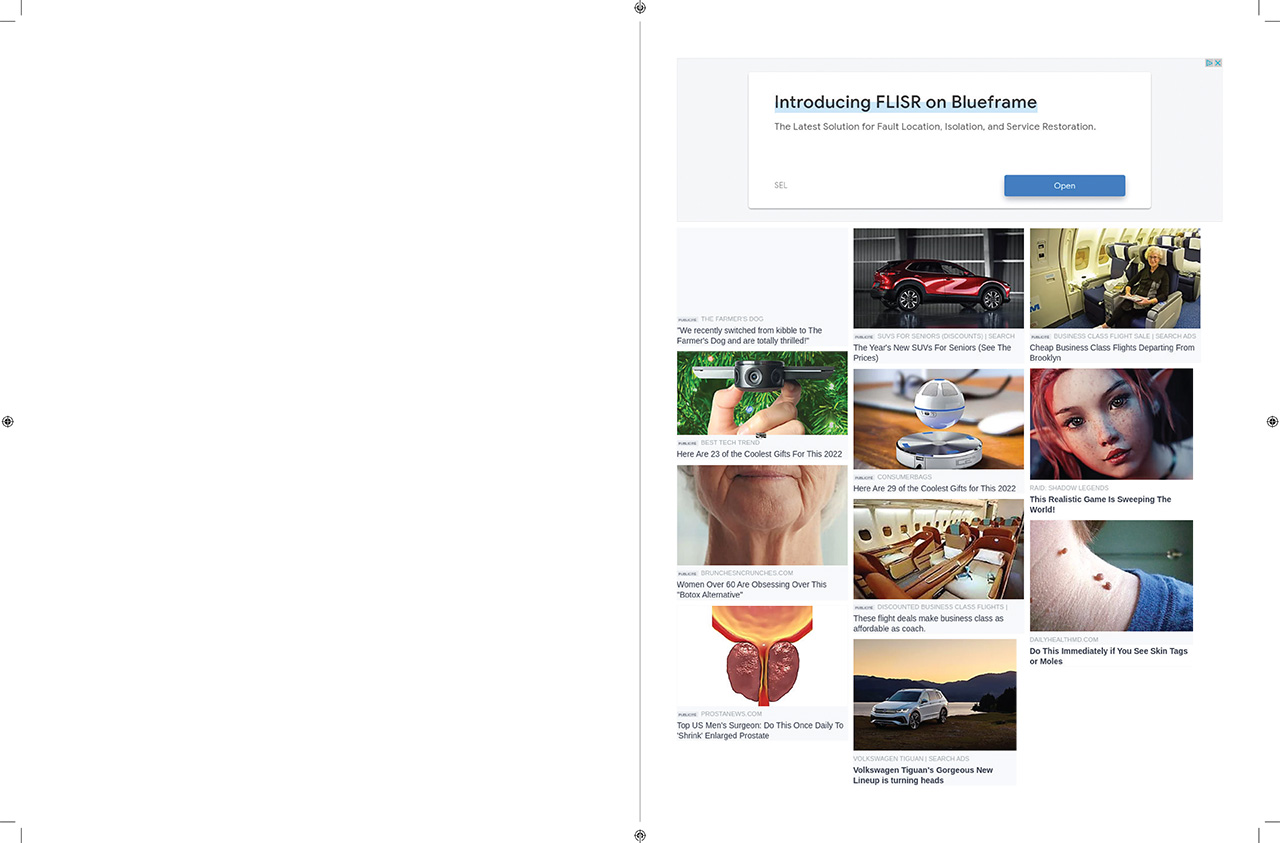 Introducing FLISR on Blueframe
The Latest Solution for Fault Location, Isolation, and Service Restoration.
SEL
Open
PUBLICITÉ THE FARMER'S DOG
"We recently switched from kibble to The
Farmer's Dog and are totally thrilled!"
PUBLICITÉ BEST TECH TREND
Here Are 23 of the Coolest Gifts For This 2022
PUBLICITÉ BRUNCHESNCRUNCHES.COM
Women Over 60 Are Obsessing Over This
"Botox Alternative"
PUBLICITÉ PROSTANEWS.COM
Top US Men's Surgeon: Do This Once Daily To
'Shrink' Enlarged Prostate
PUBLICITÉ SUVS FOR SENIORS (DISCOUNTS) | SEARCH
The Year's New SUVs For Seniors (See The
Prices)
PUBLICITÉ CONSUMERBAGS
Here Are 29 of the Coolest Gifts for This 2022
PUBLICITÉ DISCOUNTED BUSINESS CLASS FLIGHTS |
These flight deals make business class as
affordable as coach.
VOLKSWAGEN TIGUAN | SEARCH ADS
Volkswagen Tiguan's Gorgeous New
Lineup is turning heads
PUBLICITÉ BUSINESS CLASS FLIGHT SALE | SEARCH ADS
Cheap Business Class Flights Departing From
Brooklyn
RAID: SHADOW LEGENDS
This Realistic Game Is Sweeping The
World!
DAILYHEALTHMD.COM
Do This Immediately if You See Skin Tags
or Moles